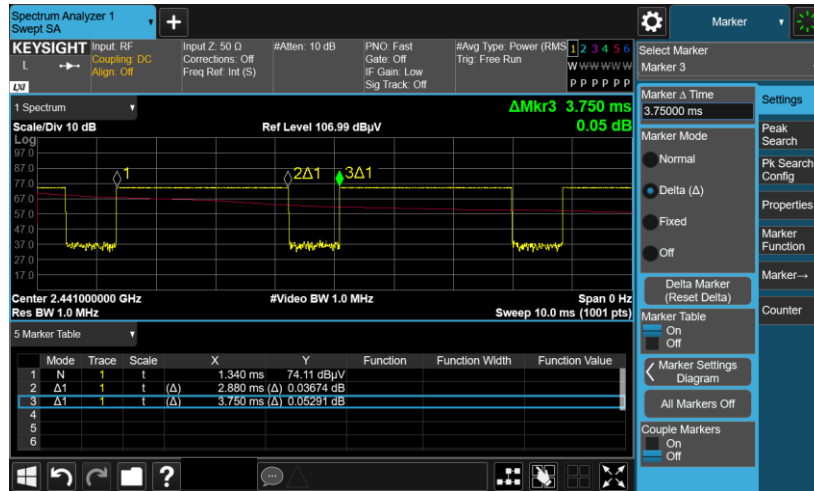 Spectrum Analyzer 1
Swept SA
Marker
KEYSIGHT
L
LXI
Input: RF
Coupling: DC
Align: Off
Input Z: 50 Ω
Corrections: Off
Freq Ref: Int (S)
#Atten: 10 dB
PNO: Fast
Gate: Off
IF Gain: Low
Sig Track: Off
#Avg Type: Power (RMS
Trig: Free Run
1 2 3 4 5 6
W W W W W W
P P P P P P
Select Marker
Marker 3
1 Spectrum
ΔMkr3 3.750 ms
0.05 dB
Scale/Div 10 dB
Ref Level 106.99 dBµV
Log
97.0
87.0
77.0
67.0
57.0
47.0
37.0
27.0
17.0
1
2Δ1
3Δ1
Center 2.441000000 GHz
#Video BW 1.0 MHz
Span 0 Hz
Res BW 1.0 MHz
Sweep 10.0 ms (1001 pts)
5 Marker Table
Mode Trace Scale X Y Function Function Width Function Value
1 N 1 t 1.340 ms 74.11 dBµV
2 Δ1 1 t (Δ) 2.880 ms (Δ) 0.03674 dB
3 Δ1 1 t (Δ) 3.750 ms (Δ) 0.05291 dB
4
5
6
?
Marker Δ Time
3.75000 ms
Marker Mode
Normal
Delta (Δ)
Fixed
Off
Delta Marker
(Reset Delta)
Marker Table
On
Off
Marker Settings
Diagram
All Markers Off
Couple Markers
On
Off
Settings
Peak
Search
Pk Search
Config
Properties
Marker
Function
Marker→
Counter